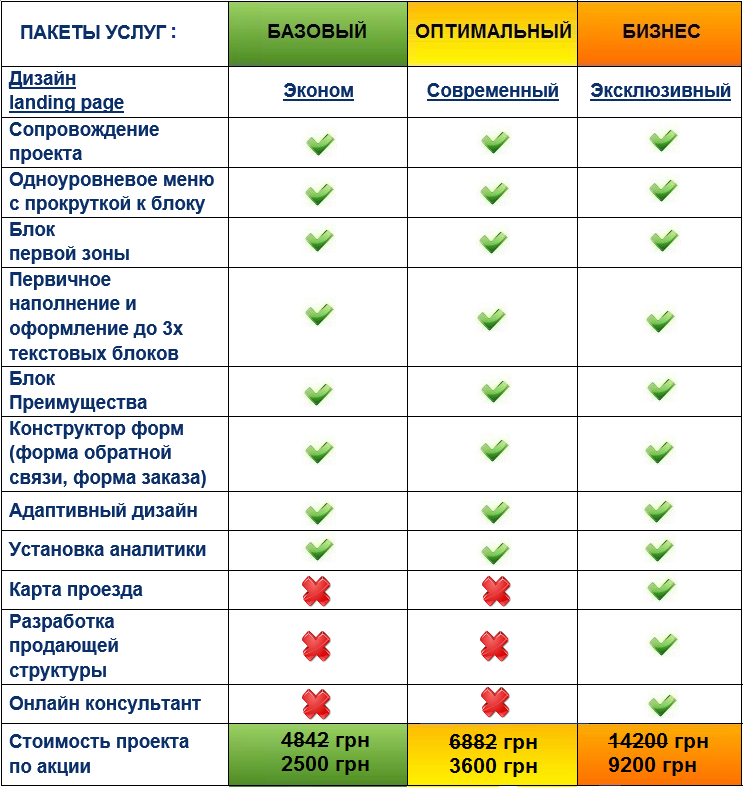 ПАКЕТЫ УСЛУГ : БАЗОВЫЙ ОПТИМАЛЬНЫЙ БИЗНЕС
Дизайн
landing page Эконом Современный Эксклюзивный
Сопровождение
проекта
Одноуровневое меню
с прокруткой к блоку
Блок
первой зоны
Первичное
наполнение и
оформление до 3х
текстовых блоков
Блок
Преимущества
Конструктор форм
(форма обратной
связи, форма заказа)
Адаптивный дизайн
Установка аналитики
Карта проезда
Разработка
продающей
структуры
Онлайн консультант
Стоимость проекта 4842 грн 6882 грн 14200 грн
по акции 2500 грн 3600 грн 9200 грн